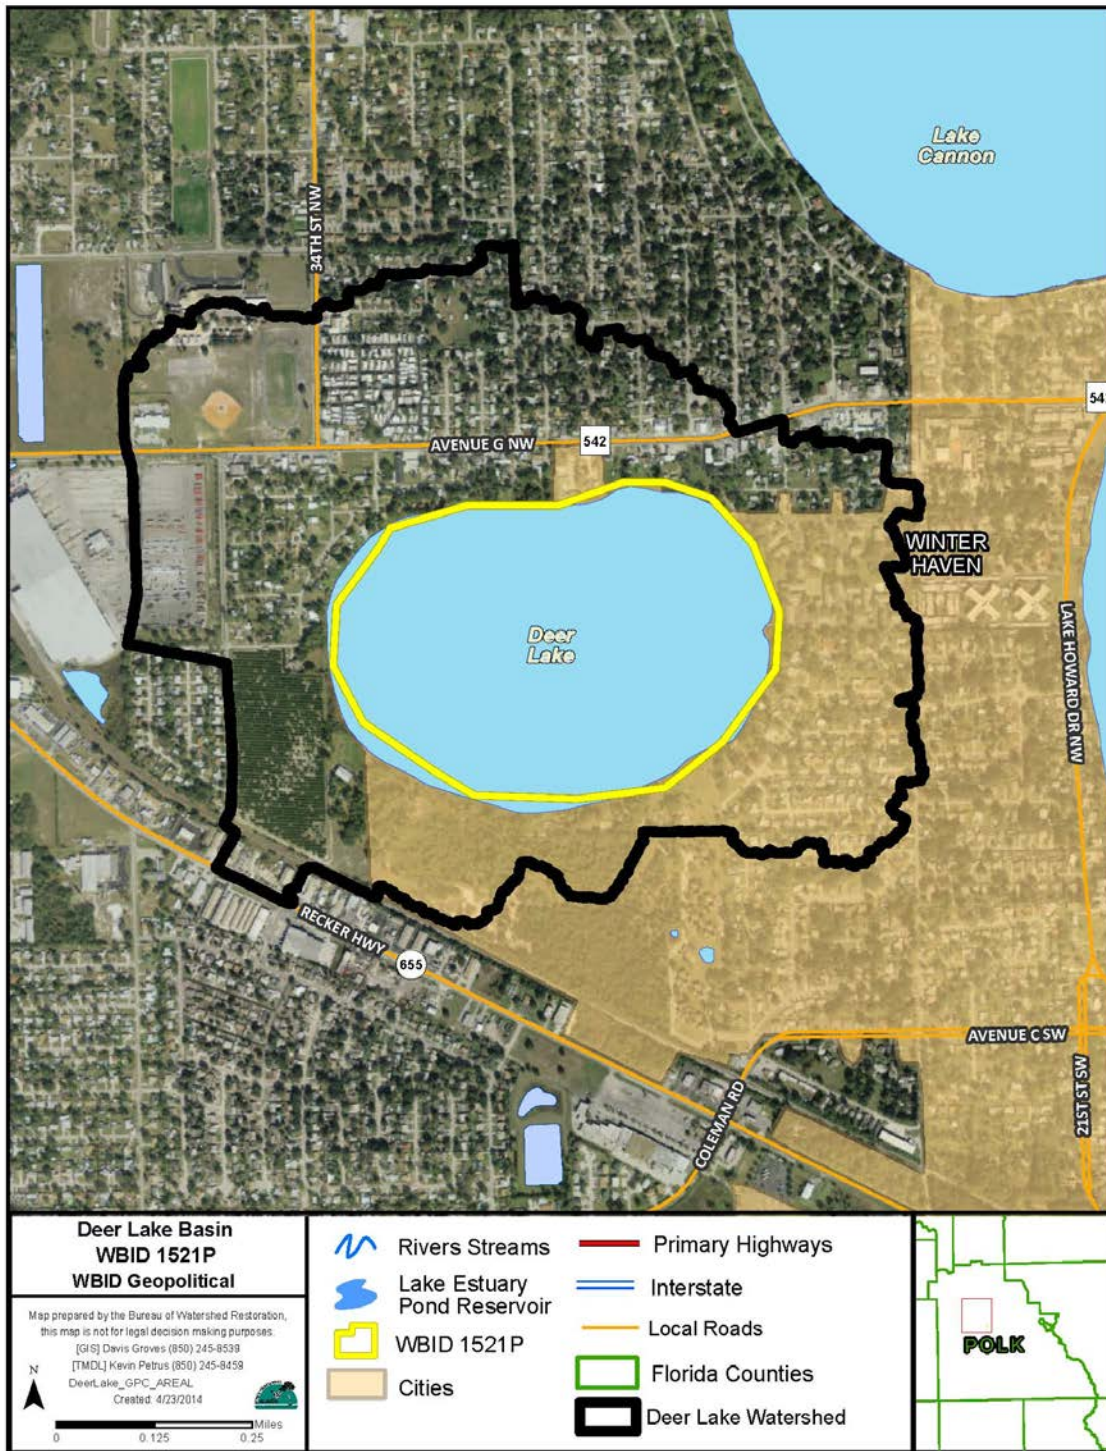 Lake
Cannon
34TH ST NW
54
AVENUE G NW
542
WINTER
HAVEN
Deer
Lake
LAKE HOWARD DR NW
RECKER HWY
655
AVENUE C SW
COLEMAN RD
21ST ST SW
Deer Lake Basin
WBID 1521P
WBID Geopolitical
Map prepared by the Bureau of Watershed Restoration,
this map is not for legal decision making purposes.
[GIS] Davis Groves (850) 245-8539
[TMDL] Kevin Petrus (850) 245-8459
DeerLake_GPC_AREAL
Created: 4/23/2014
N
Miles
0 0.125 0.25
Rivers Streams
Lake Estuary
Pond Reservoir
WBID 1521P
Cities
Primary Highways
Interstate
Local Roads
Florida Counties
Deer Lake Watershed
POLK